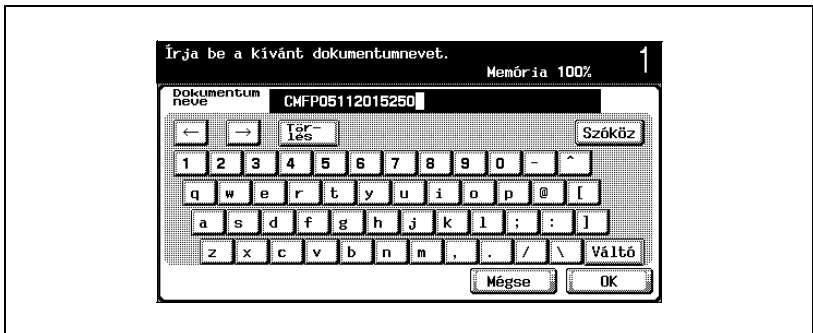 Írja be a kívánt dokumentumnevet.
Memória 100% 1
Dokumentum neve CMFP05112015250
← → Tör-lés Szóköz
1 2 3 4 5 6 7 8 9 0 - ^
q w e r t y u i o p @ [
a s d f g h j k l ; : ]
z x c v b n m , . / \ Váltó
Mégse OK